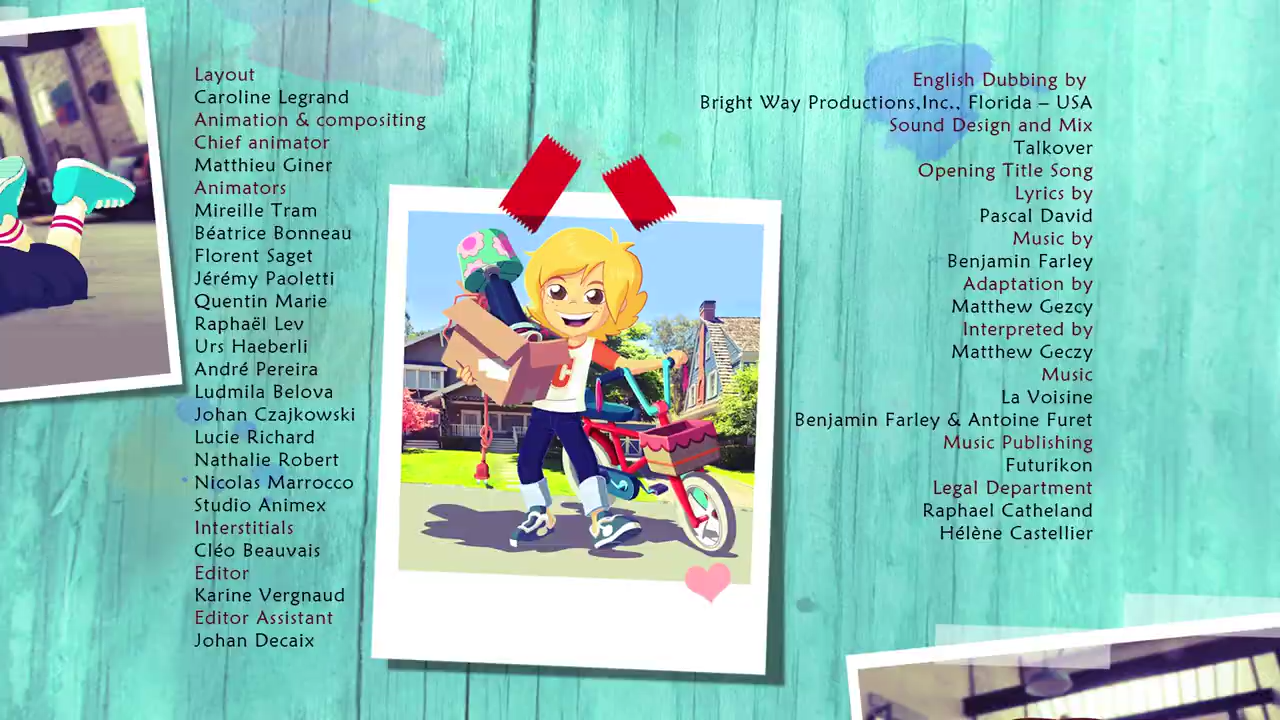 Layout
Caroline Legrand
Animation & compositing
Chief animator
Matthieu Giner
Animators
Mireille Tram
Béatrice Bonneau
Florent Saget
Jérémy Paoletti
Quentin Marie
Raphaël Lev
Urs Haeberli
André Pereira
Ludmila Belova
Johan Czajkowski
Lucie Richard
Nathalie Robert
Nicolas Marrocco
Studio Animex
Interstitials
Cléo Beauvais
Editor
Karine Vergnaud
Editor Assistant
Johan Decaix
C
English Dubbing by
Bright Way Productions,Inc., Florida – USA
Sound Design and Mix
Talkover
Opening Title Song
Lyrics by
Pascal David
Music by
Benjamin Farley
Adaptation by
Matthew Gezcy
Interpreted by
Matthew Geczy
Music
La Voisine
Benjamin Farley & Antoine Furet
Music Publishing
Futurikon
Legal Department
Raphael Catheland
Hélène Castellier